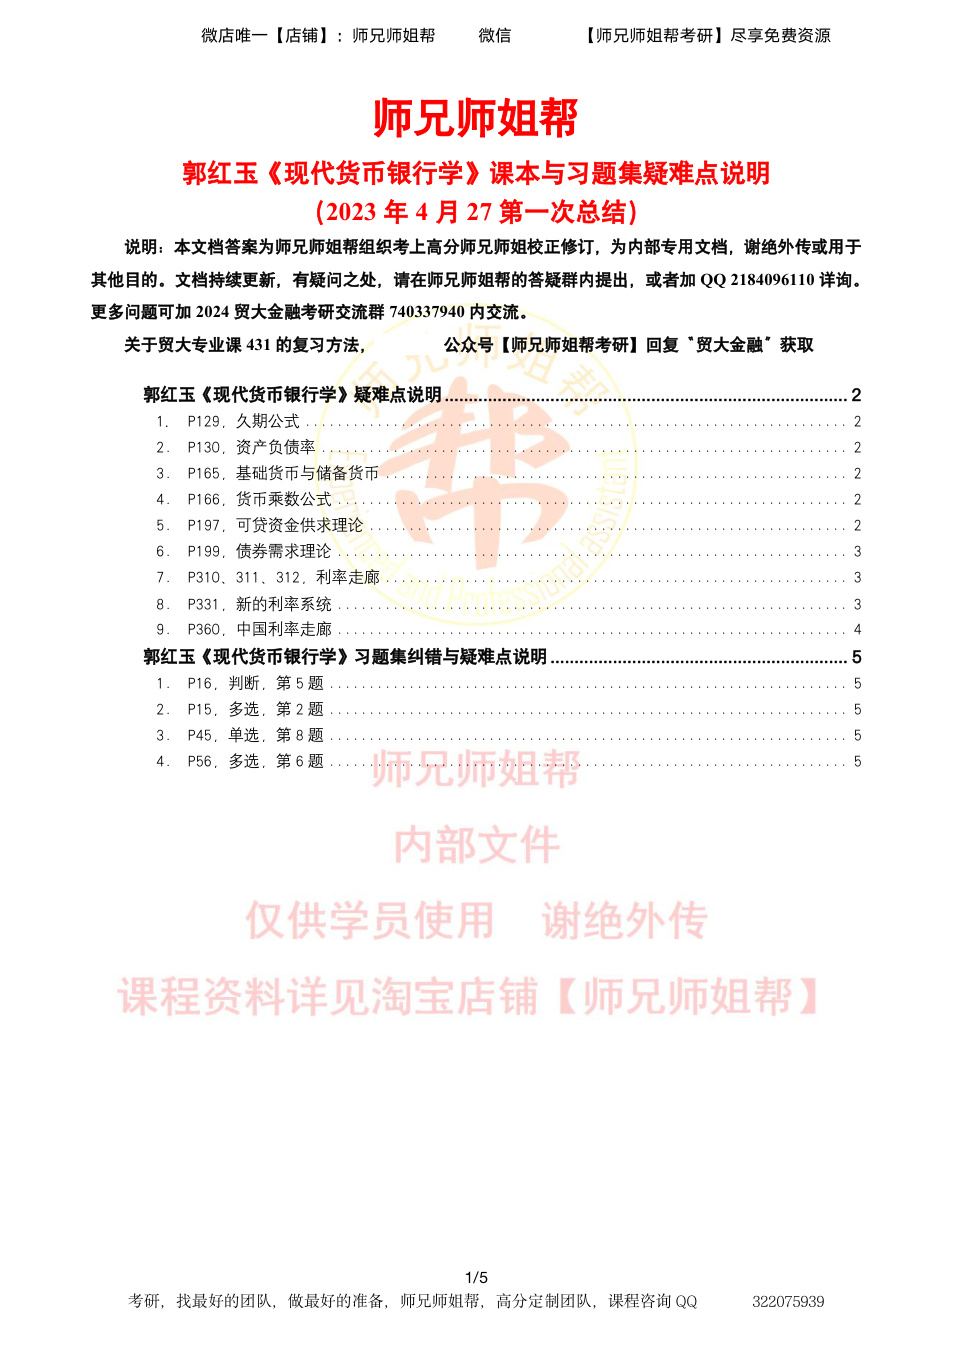 微店唯一【店铺】：师兄师姐帮 微信 【师兄师姐帮考研】尽享免费资源
师兄师姐帮
郭红玉《现代货币银行学》课本与习题集疑难点说明
（2023 年 4 月 27 第一次总结）
说明：本文档答案为师兄师姐帮组织考上高分师兄师姐校正修订，为内部专用文档，谢绝外传或用于
其他目的。文档持续更新，有疑问之处，请在师兄师姐帮的答疑群内提出，或者加 QQ 2184096110 详询。
更多问题可加 2024 贸大金融考研交流群 740337940 内交流。
关于贸大专业课 431 的复习方法， 公众号【师兄师姐帮考研】回复“贸大金融”获取
郭红玉《现代货币银行学》疑难点说明 2
1. P129，久期公式 2
2. P130，资产负债率 2
3. P165，基础货币与储备货币 2
4. P166，货币乘数公式 2
5. P197，可贷资金供求理论 2
6. P199，债券需求理论 3
7. P310、311、312，利率走廊 3
8. P331，新的利率系统 3
9. P360，中国利率走廊 4
郭红玉《现代货币银行学》习题集纠错与疑难点说明 5
1. P16，判断，第 5 题 5
2. P15，多选，第 2 题 5
3. P45，单选，第 8 题 5
4. P56，多选，第 6 题 5
师兄师姐帮
帮
师兄师姐帮
内部文件
仅供学员使用 谢绝外传
课程资料详见淘宝店铺【师兄师姐帮】
1/5
考研，找最好的团队，做最好的准备，师兄师姐帮，高分定制团队，课程咨询 QQ 322075939